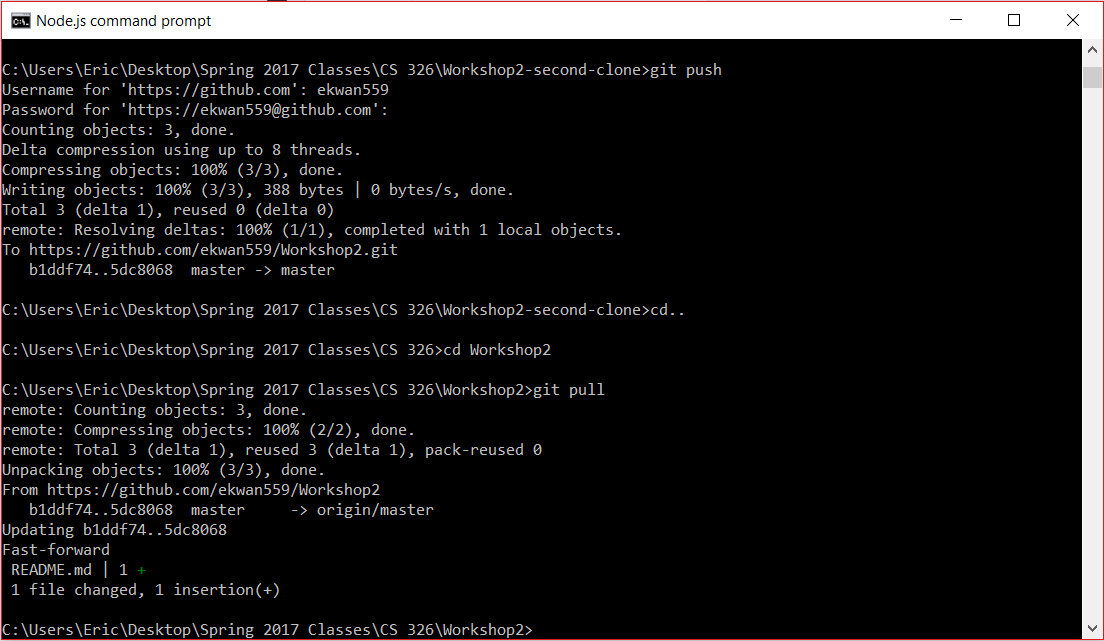 Node.js command prompt
C:\Users\Eric\Desktop\Spring 2017 Classes\CS 326\Workshop2-second-clone>git push
Username for 'https://github.com': ekwan559
Password for 'https://ekwan559@github.com':
Counting objects: 3, done.
Delta compression using up to 8 threads.
Compressing objects: 100% (3/3), done.
Writing objects: 100% (3/3), 388 bytes | 0 bytes/s, done.
Total 3 (delta 1), reused 0 (delta 0)
remote: Resolving deltas: 100% (1/1), completed with 1 local objects.
To https://github.com/ekwan559/Workshop2.git
   b1ddf74..5dc8068  master -> master
C:\Users\Eric\Desktop\Spring 2017 Classes\CS 326\Workshop2-second-clone>cd..
C:\Users\Eric\Desktop\Spring 2017 Classes\CS 326>cd Workshop2
C:\Users\Eric\Desktop\Spring 2017 Classes\CS 326\Workshop2>git pull
remote: Counting objects: 3, done.
remote: Compressing objects: 100% (2/2), done.
remote: Total 3 (delta 1), reused 3 (delta 1), pack-reused 0
Unpacking objects: 100% (3/3), done.
From https://github.com/ekwan559/Workshop2
   b1ddf74..5dc8068  master     -> origin/master
Updating b1ddf74..5dc8068
Fast-forward
 README.md | 1 +
 1 file changed, 1 insertion(+)
C:\Users\Eric\Desktop\Spring 2017 Classes\CS 326\Workshop2>